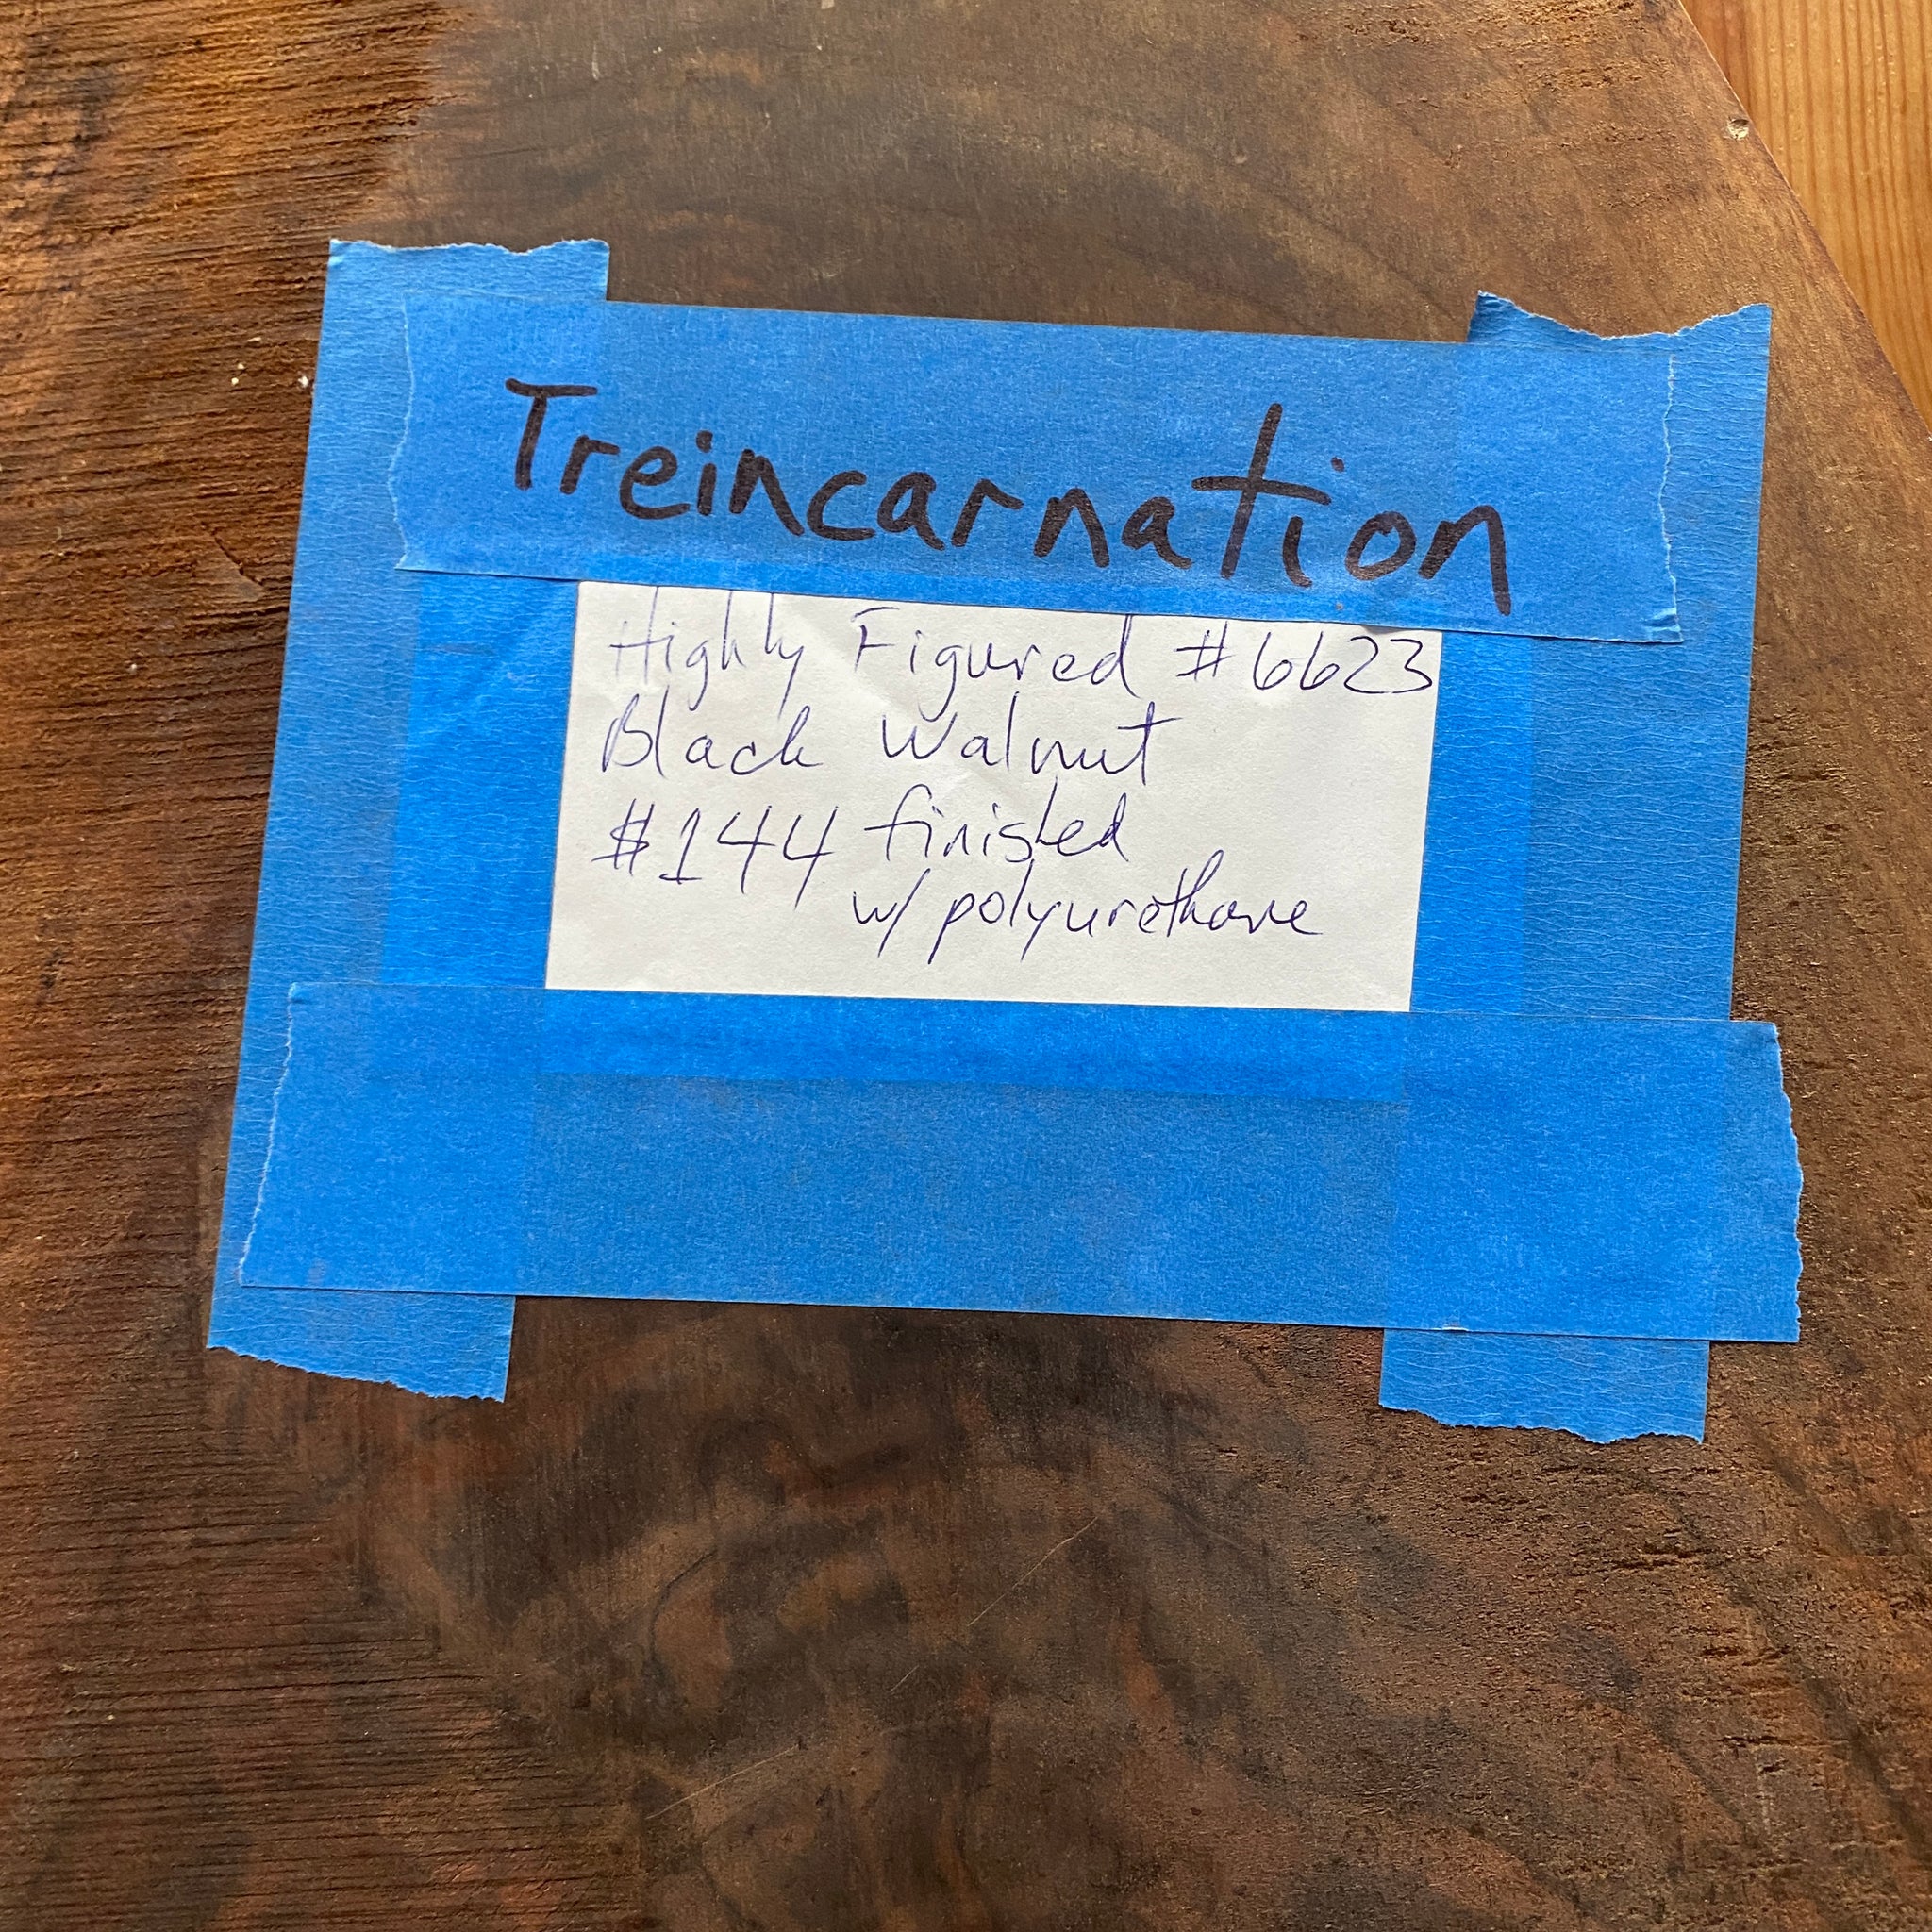 Treincarnation
Highly Figured #6623
Black Walnut
$144 finished
w/ polyurethane